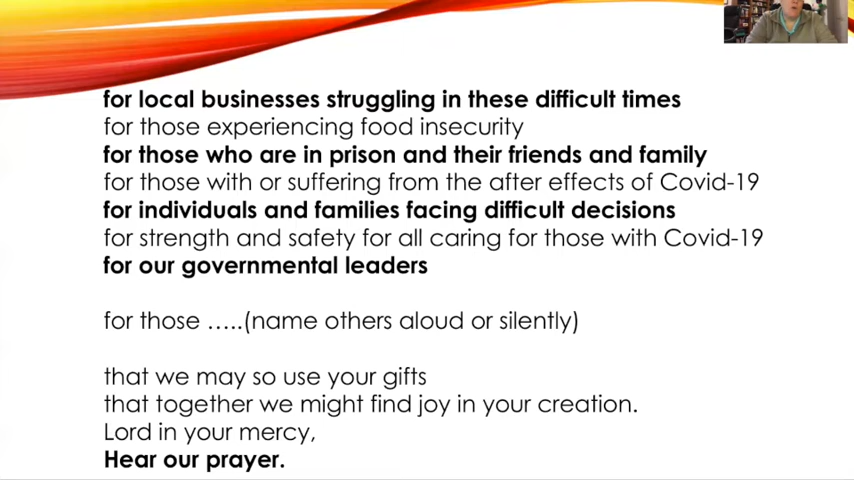 for local businesses struggling in these difficult times
for those experiencing food insecurity
for those who are in prison and their friends and family
for those with or suffering from the after effects of Covid-19
for individuals and families facing difficult decisions
for strength and safety for all caring for those with Covid-19
for our governmental leaders
for those …..(name others aloud or silently)
that we may so use your gifts
that together we might find joy in your creation.
Lord in your mercy,
Hear our prayer.